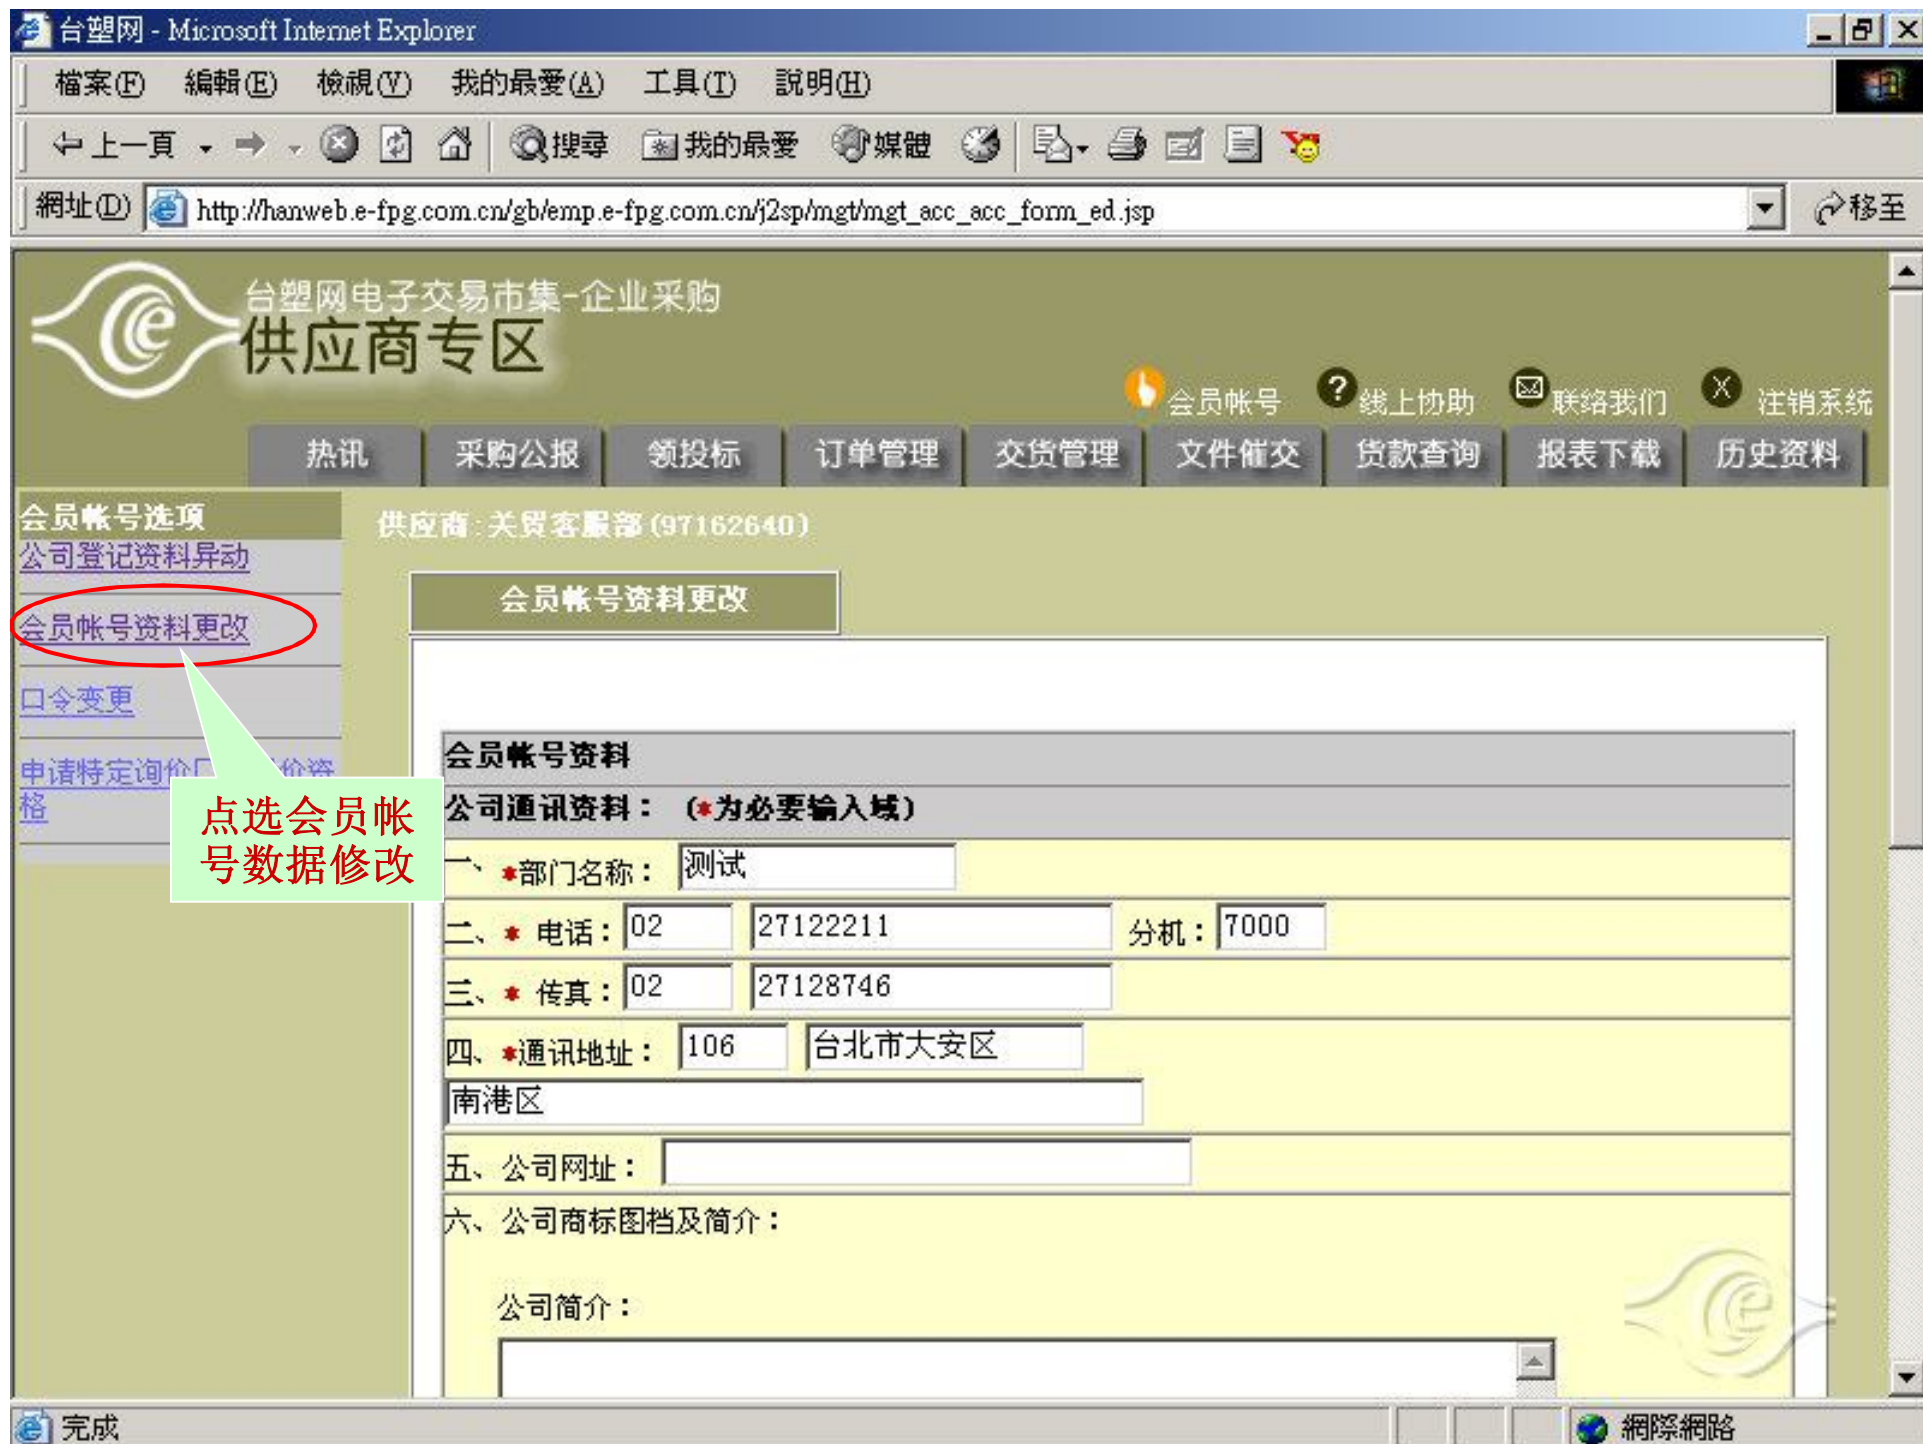 台塑网 - Microsoft Internet Explorer
檔案(F) 編輯(E) 檢視(V) 我的最愛(A) 工具(T) 說明(H)
上一頁 搜尋 我的最愛 媒體
網址(D) http://hanweb.e-fpg.com.cn/gb/emp.e-fpg.com.cn/j2sp/mgt/mgt_acc_acc_form_ed.jsp 移至
台塑网电子交易市集-企业采购
供应商专区
会员帐号 线上协助 联络我们 注销系统
热讯 采购公报 领投标 订单管理 交货管理 文件催交 货款查询 报表下载 历史资料
会员帐号选项
公司登记资料异动
会员帐号资料更改
口令变更
申请特定询价 价资
格
点选会员帐
号数据修改
供应商:关贸客服部(97162640)
会员帐号资料更改
会员帐号资料
公司通讯资料： (*为必要输入域)
一、*部门名称： 测试
二、* 电话： 02 27122211 分机： 7000
三、* 传真： 02 27128746
四、*通讯地址： 106 台北市大安区
南港区
五、公司网址：
六、公司商标图档及简介：
公司简介：
完成 網際網路